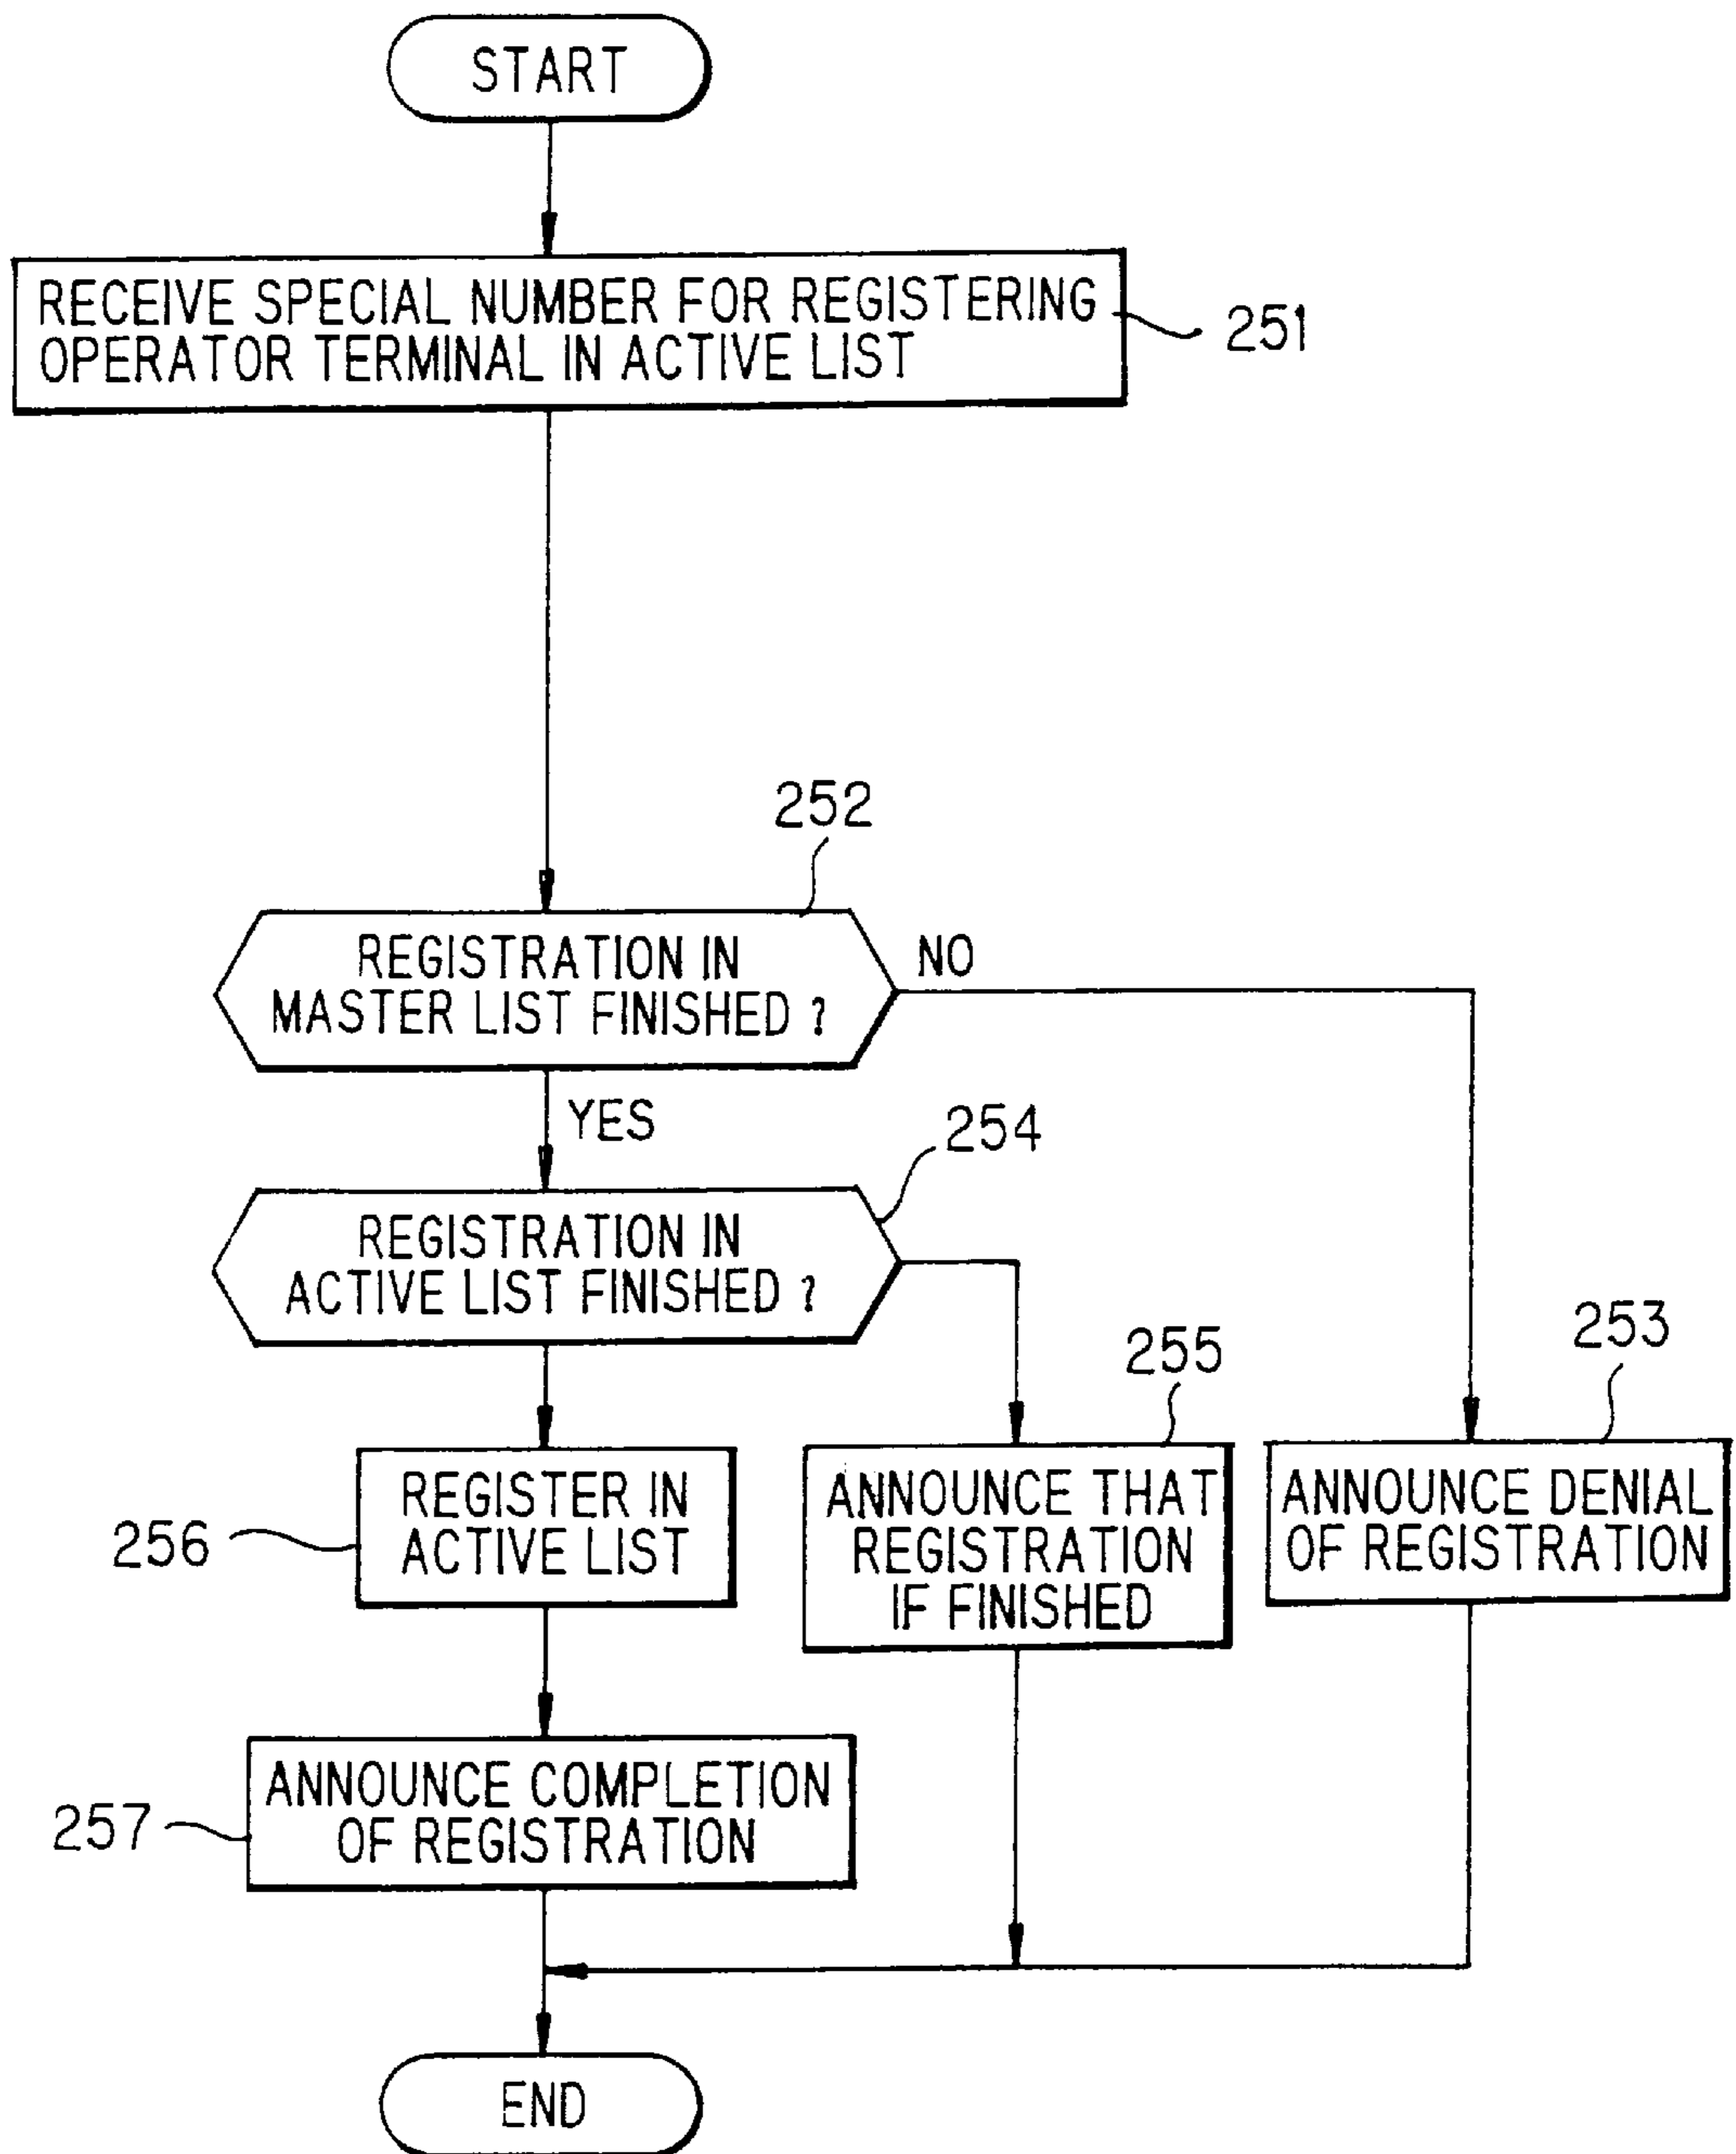 START
RECEIVE SPECIAL NUMBER FOR REGISTERING
OPERATOR TERMINAL IN ACTIVE LIST
251
252
REGISTRATION IN
MASTER LIST FINISHED ?
NO
YES
254
REGISTRATION IN
ACTIVE LIST FINISHED ?
255
253
256
REGISTER IN
ACTIVE LIST
ANNOUNCE THAT
REGISTRATION
IF FINISHED
ANNOUNCE DENIAL
OF REGISTRATION
257
ANNOUNCE COMPLETION
OF REGISTRATION
END